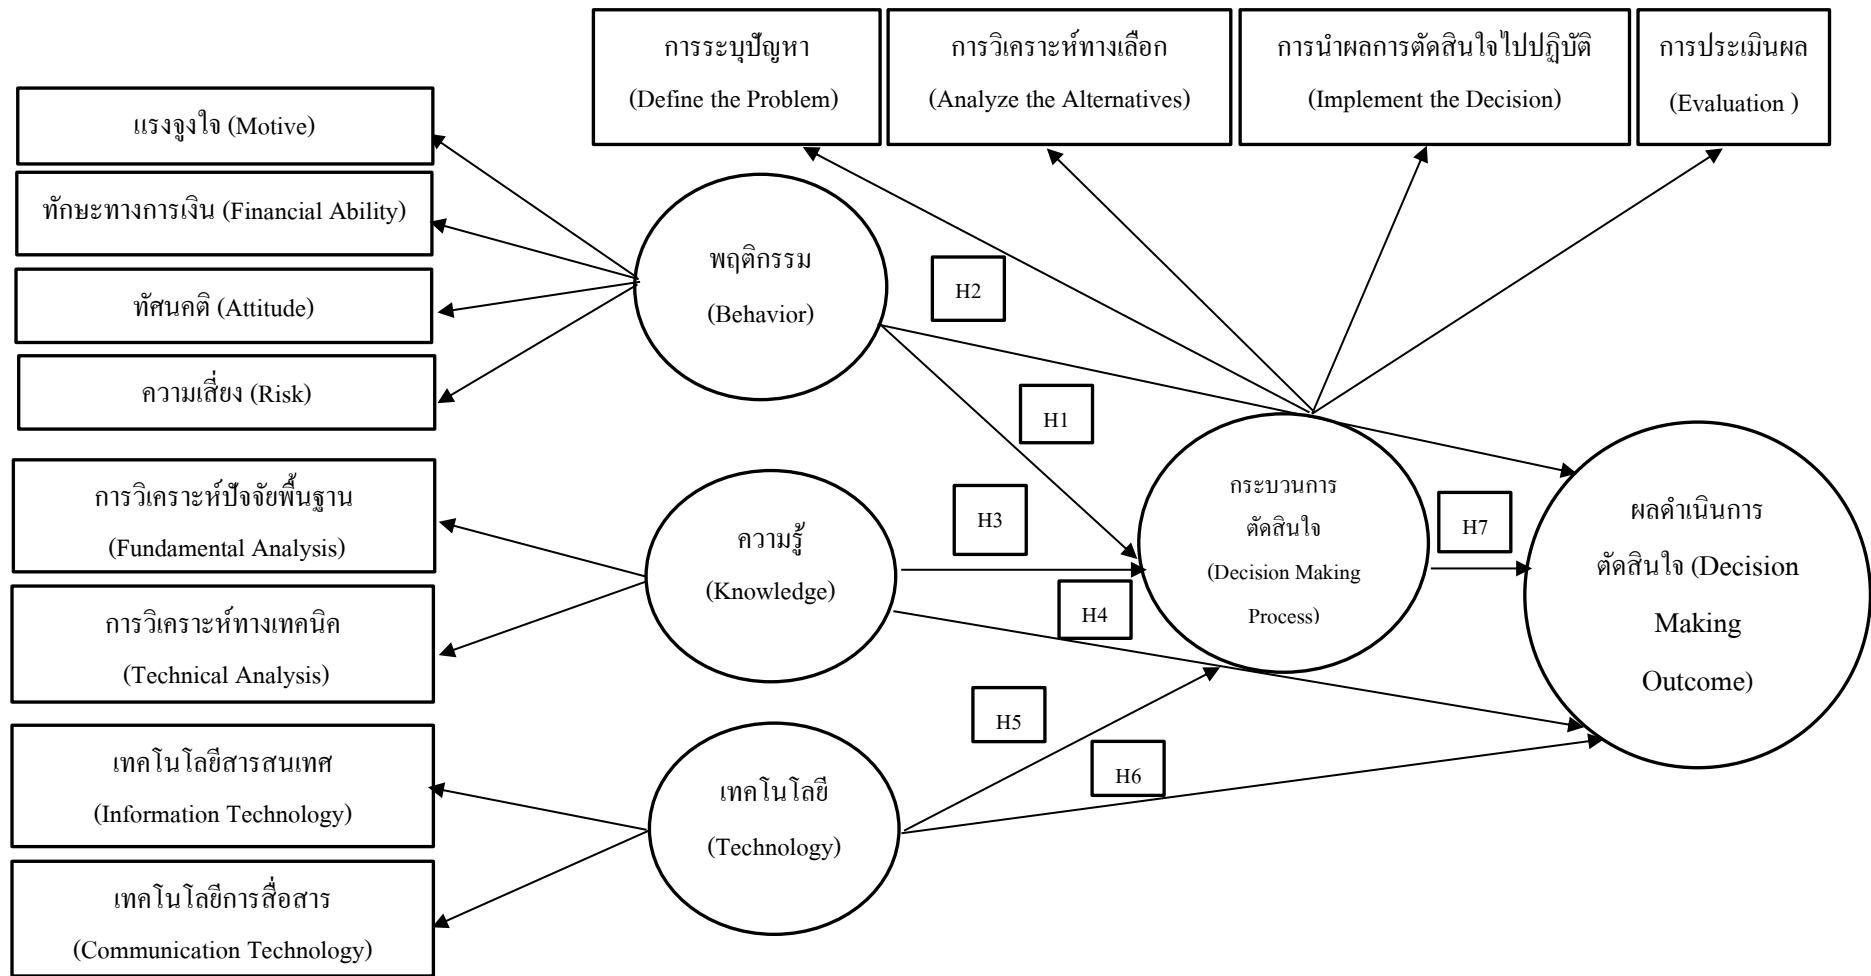 การระบุปัญหา
(Define the Problem)
การวิเคราะห์ทางเลือก
(Analyze the Alternatives)
การนำผลการตัดสินใจไปปฏิบัติ
(Implement the Decision)
การประเมินผล
(Evaluation )
แรงจูงใจ (Motive)
ทักษะทางการเงิน (Financial Ability)
ทัศนคติ (Attitude)
ความเสี่ยง (Risk)
พฤติกรรม
(Behavior)
H2
H1
การวิเคราะห์ปัจจัยพื้นฐาน
(Fundamental Analysis)
การวิเคราะห์ทางเทคนิค
(Technical Analysis)
ความรู้
(Knowledge)
H3
H4
กระบวนการ
ตัดสินใจ
(Decision Making
Process)
H7
ผลดำเนินการ
ตัดสินใจ (Decision
Making
Outcome)
เทคโนโลยีสารสนเทศ
(Information Technology)
เทคโนโลยีการสื่อสาร
(Communication Technology)
เทคโนโลยี
(Technology)
H5
H6